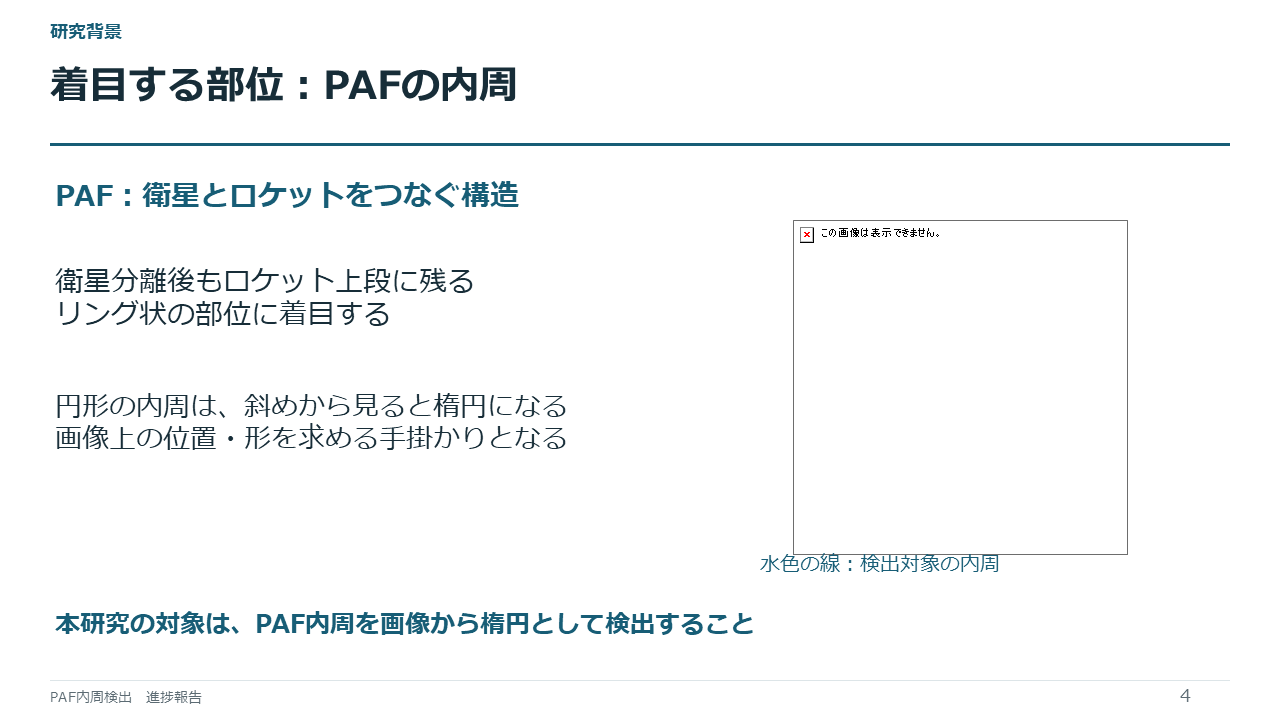 研究背景
着目する部位：PAFの内周
PAF：衛星とロケットをつなぐ構造
衛星分離後もロケット上段に残る
リング状の部位に着目する
円形の内周は、斜めから見ると楕円になる
画像上の位置・形を求める手掛かりとなる
この画像は表示できません。
水色の線：検出対象の内周
本研究の対象は、PAF内周を画像から楕円として検出すること
PAF内周検出　進捗報告
4